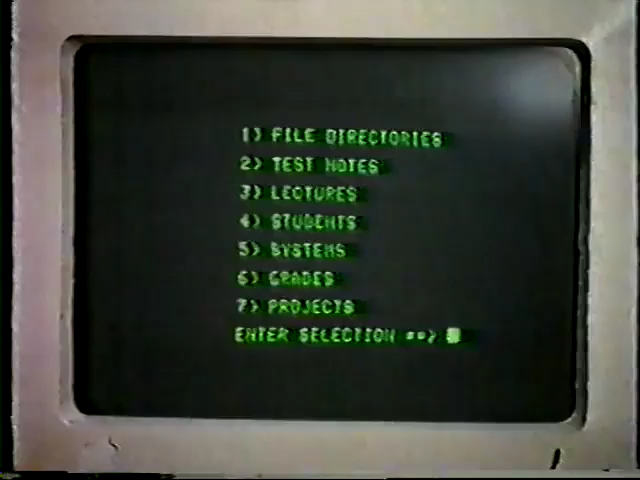 1) FILE DIRECTORIES
2) TEST NOTES
3) LECTURES
4) STUDENTS
5) SYSTEMS
6) GRADES
7) PROJECTS
ENTER SELECTION ==>